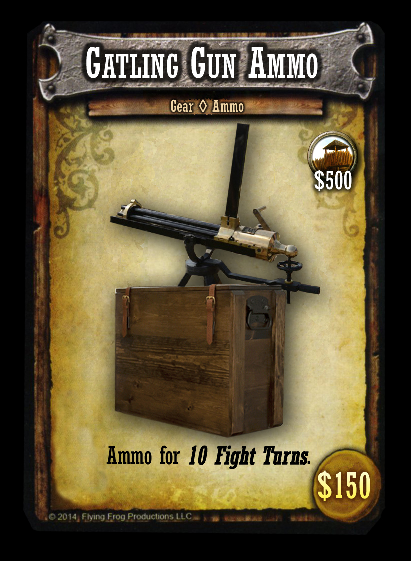 Gatling Gun Ammo
Gear ◊ Ammo
$500
Ammo for 10 Fight Turns.
$150
© 2014, Flying Frog Productions LLC